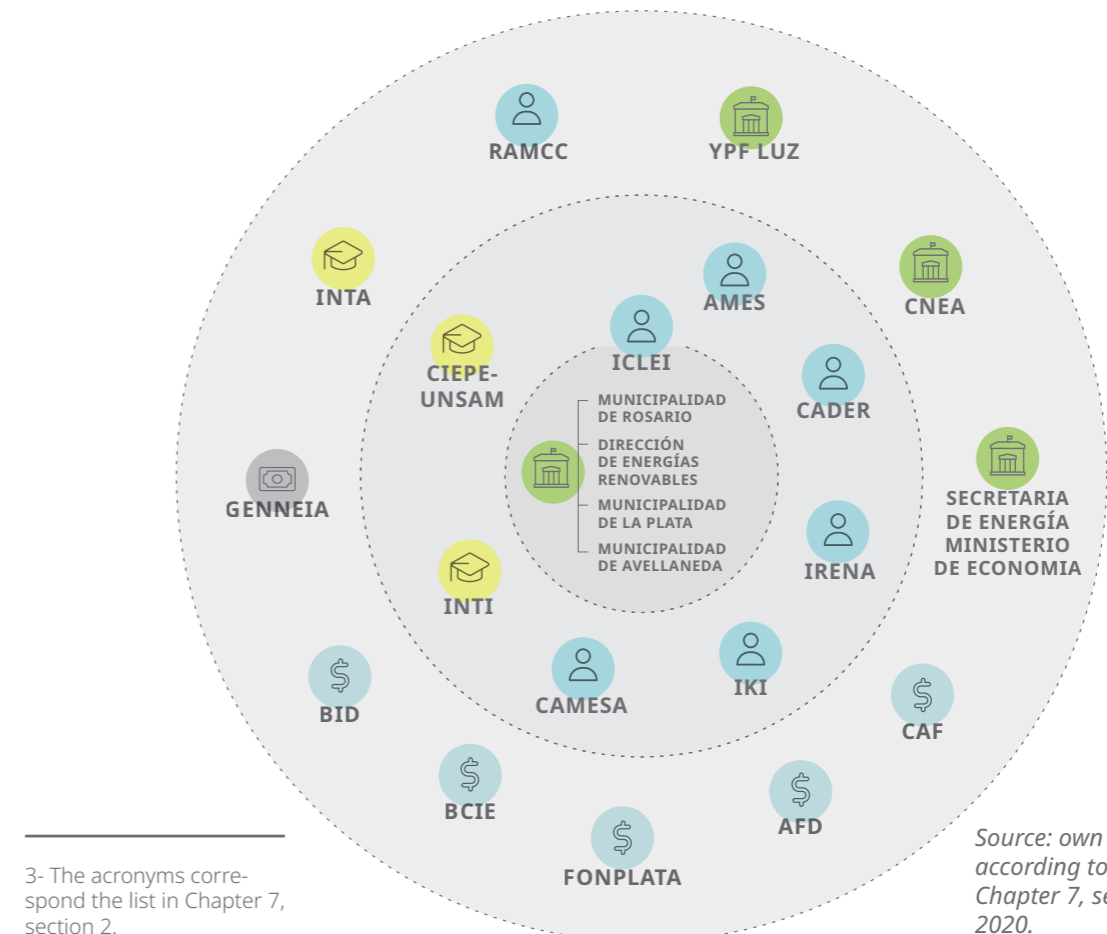 RAMCC
YPF LUZ
INTA
CNEA
AMES
ICLEI
CIEPE-
UNSAM
CADER
MUNICIPALIDAD
DE ROSARIO
DIRECCIÓN
DE ENERGÍAS
RENOVABLES
MUNICIPALIDAD
DE LA PLATA
MUNICIPALIDAD
DE AVELLANEDA
GENNEIA
SECRETARIA
DE ENERGÍA
MINISTERIO
DE ECONOMIA
IRENA
INTI
IKI
CAMESA
BID
CAF
BCIE
AFD
FONPLATA
3- The acronyms corre-
spond the list in Chapter 7,
section 2.
Source: own
according to
Chapter 7, se
2020.